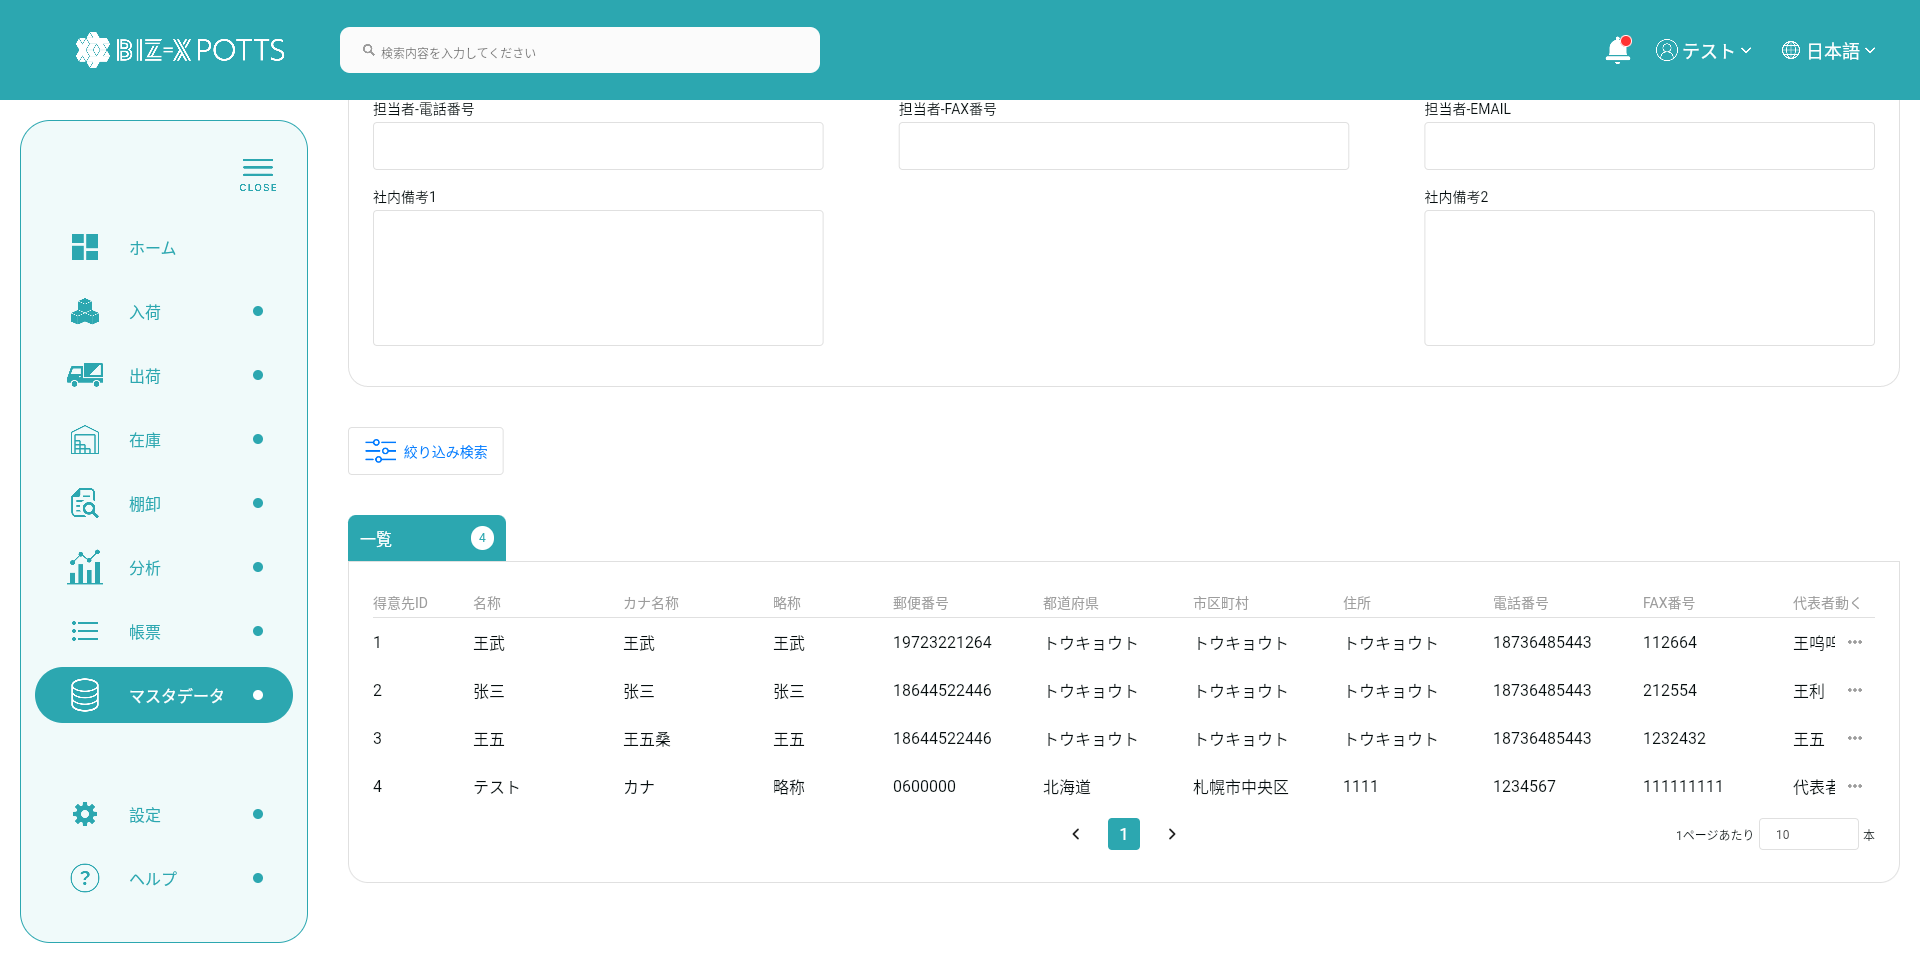 BIZ-X POTTS
検索内容を入力してください
テスト
日本語
CLOSE
ホーム
入荷
出荷
在庫
棚卸
分析
帳票
マスタデータ
設定
ヘルプ
担当者-電話番号 担当者-FAX番号 担当者-EMAIL
社内備考1 社内備考2
絞り込み検索
一覧 4
得意先ID 名称 カナ名称 略称 郵便番号 都道府県 市区町村 住所 電話番号 FAX番号 代表者動く
1 王武 王武 王武 19723221264 トウキョウト トウキョウト トウキョウト 18736485443 112664 王呜
2 张三 张三 张三 18644522446 トウキョウト トウキョウト トウキョウト 18736485443 212554 王利
3 王五 王五桑 王五 18644522446 トウキョウト トウキョウト トウキョウト 18736485443 1232432 王五
4 テスト カナ 略称 0600000 北海道 札幌市中央区 1111 1234567 111111111 代表者
1
1ページあたり 10 本